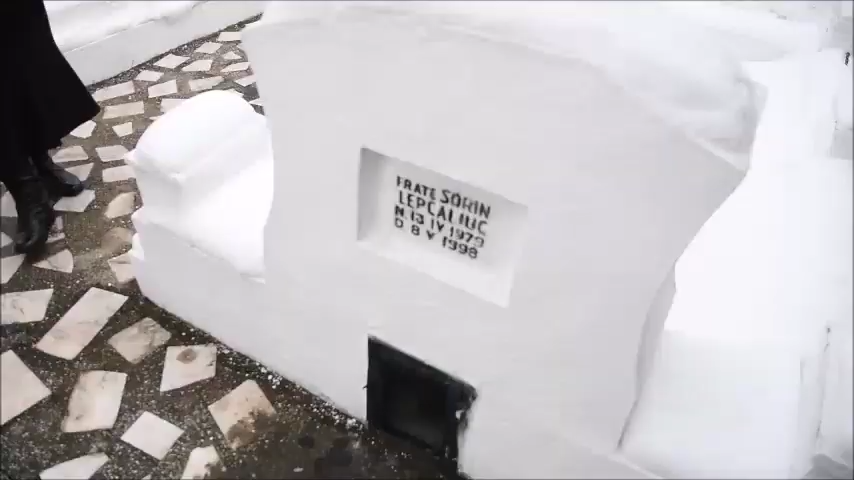 FRATE SORIN
LEPCALIUC
N. 13 IV 1979
D 8 V 1998